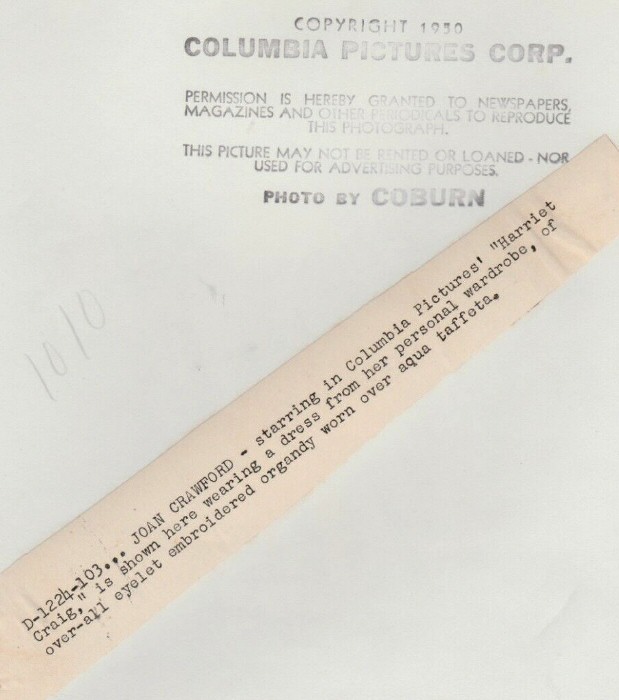 COPYRIGHT 1950
COLUMBIA PICTURES CORP.
PERMISSION IS HEREBY GRANTED TO NEWSPAPERS,
MAGAZINES AND OTHER PERIODICALS TO REPRODUCE
THIS PHOTOGRAPH.
THIS PICTURE MAY NOT BE RENTED OR LOANED - NOR
USED FOR ADVERTISING PURPOSES.
PHOTO BY COBURN
1010
D-1224-103... JOAN CRAWFORD - starring in Columbia Pictures' "Harriet
Craig," is shown here wearing a dress from her personal wardrobe, of
over-all eyelet embroidered organdy worn over aqua taffeta.